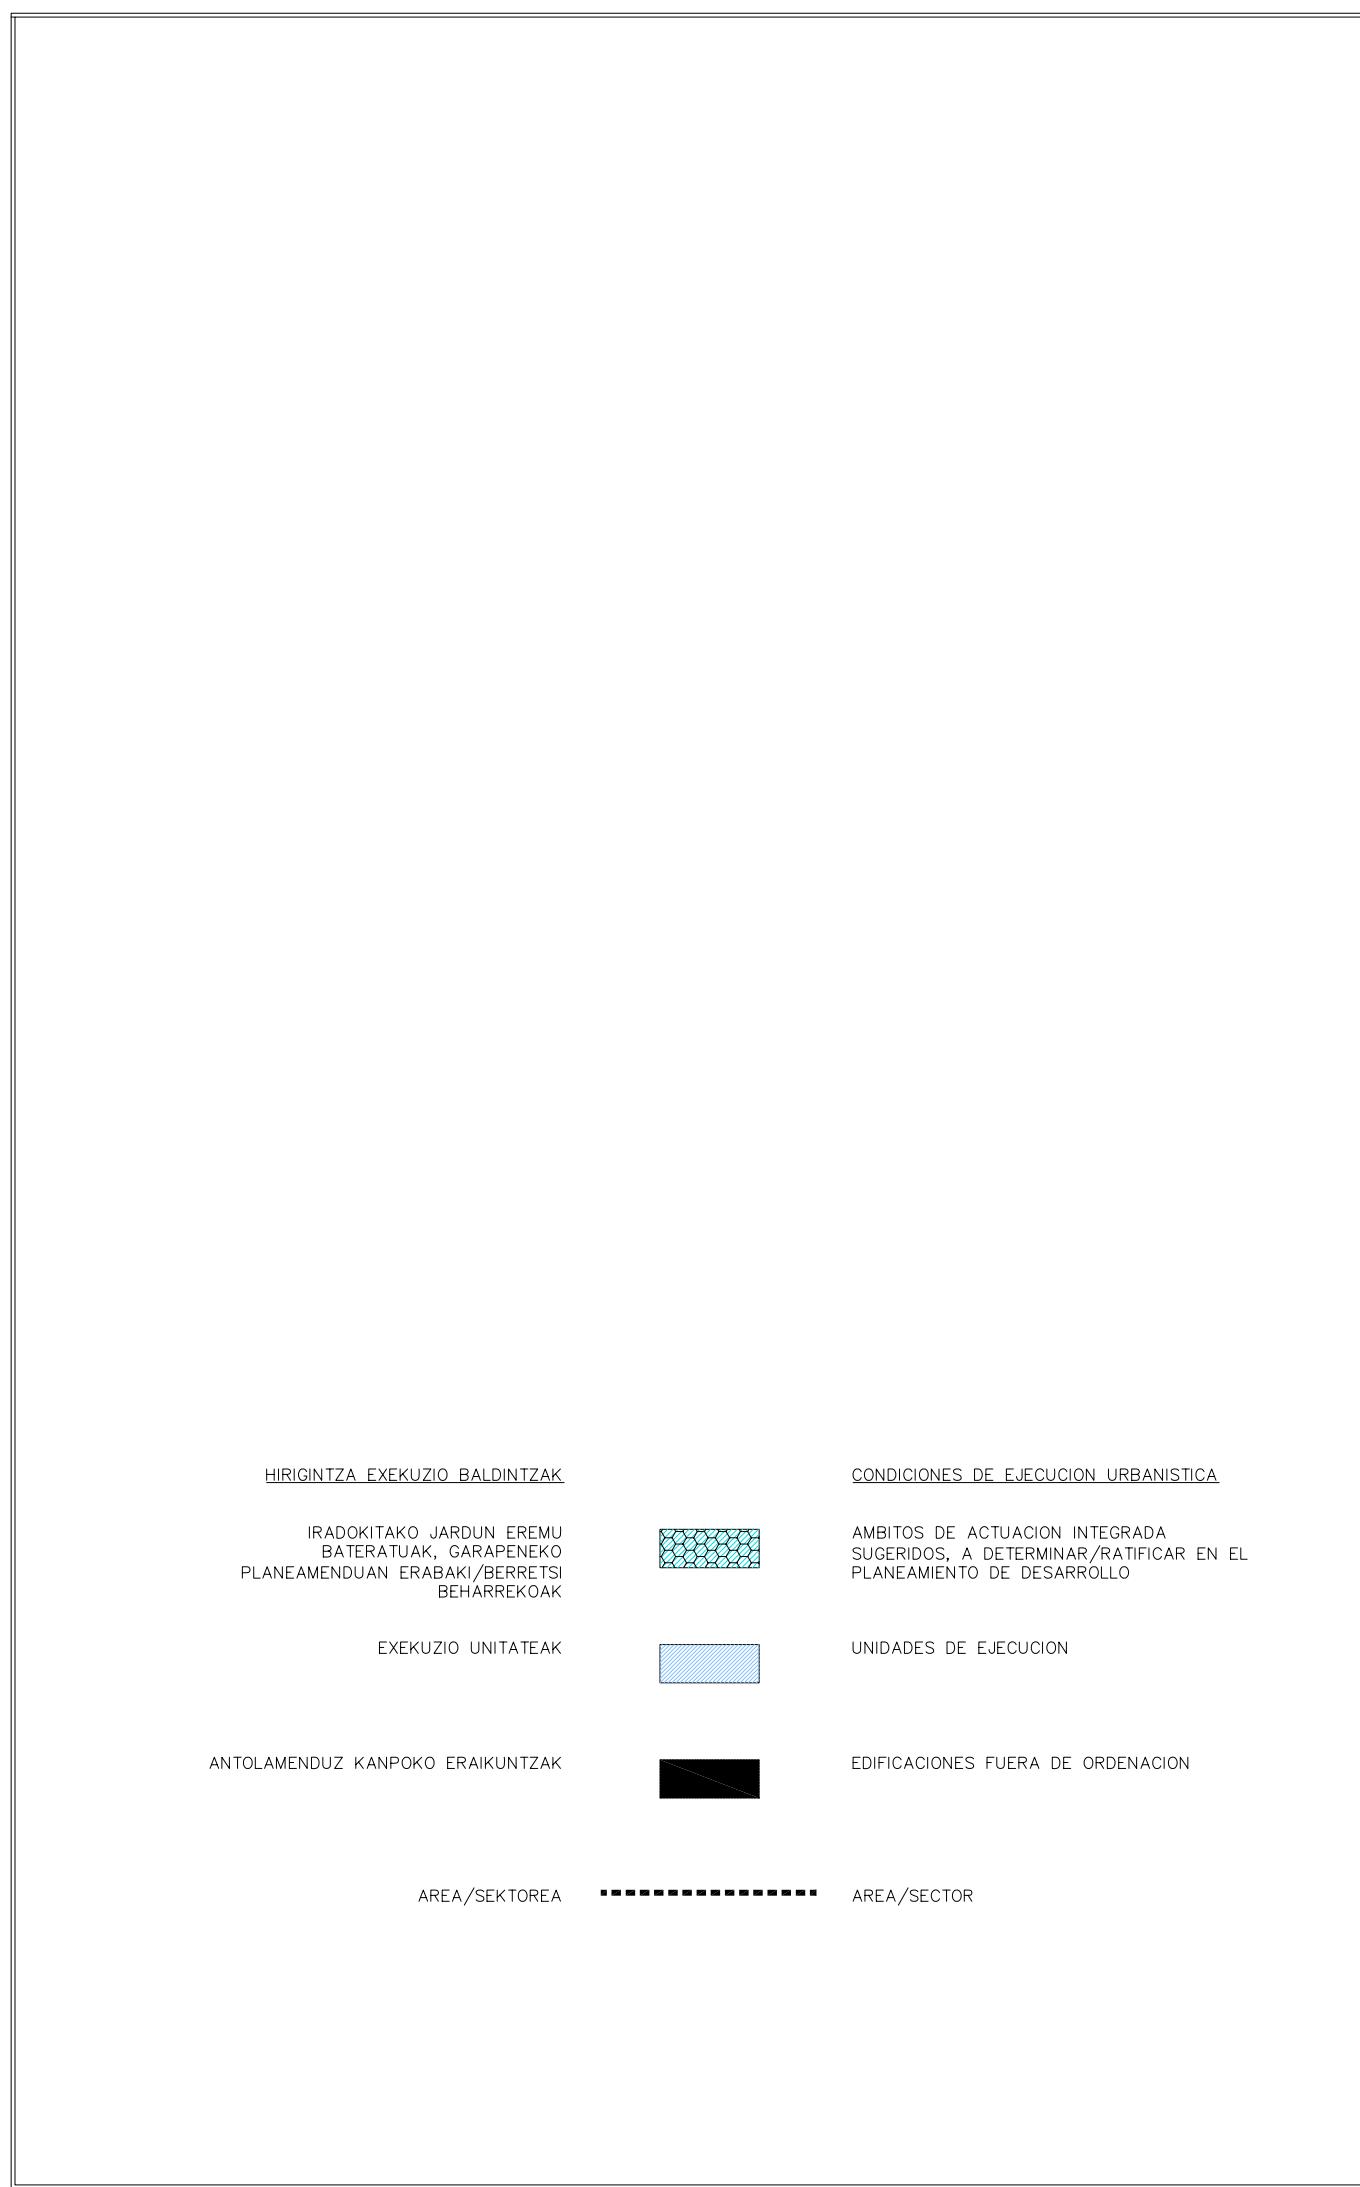 HIRIGINTZA EXEKUZIO BALDINTZAK
CONDICIONES DE EJECUCION URBANISTICA
IRADOKITAKO JARDUN EREMU
BATERATUAK, GARAPENEKO
PLANEAMENDUAN ERABAKI/BERRETSI
BEHARREKOAK
AMBITOS DE ACTUACION INTEGRADA
SUGERIDOS, A DETERMINAR/RATIFICAR EN EL
PLANEAMIENTO DE DESARROLLO
EXEKUZIO UNITATEAK
UNIDADES DE EJECUCION
ANTOLAMENDUZ KANPOKO ERAIKUNTZAK
EDIFICACIONES FUERA DE ORDENACION
AREA/SEKTOREA
AREA/SECTOR